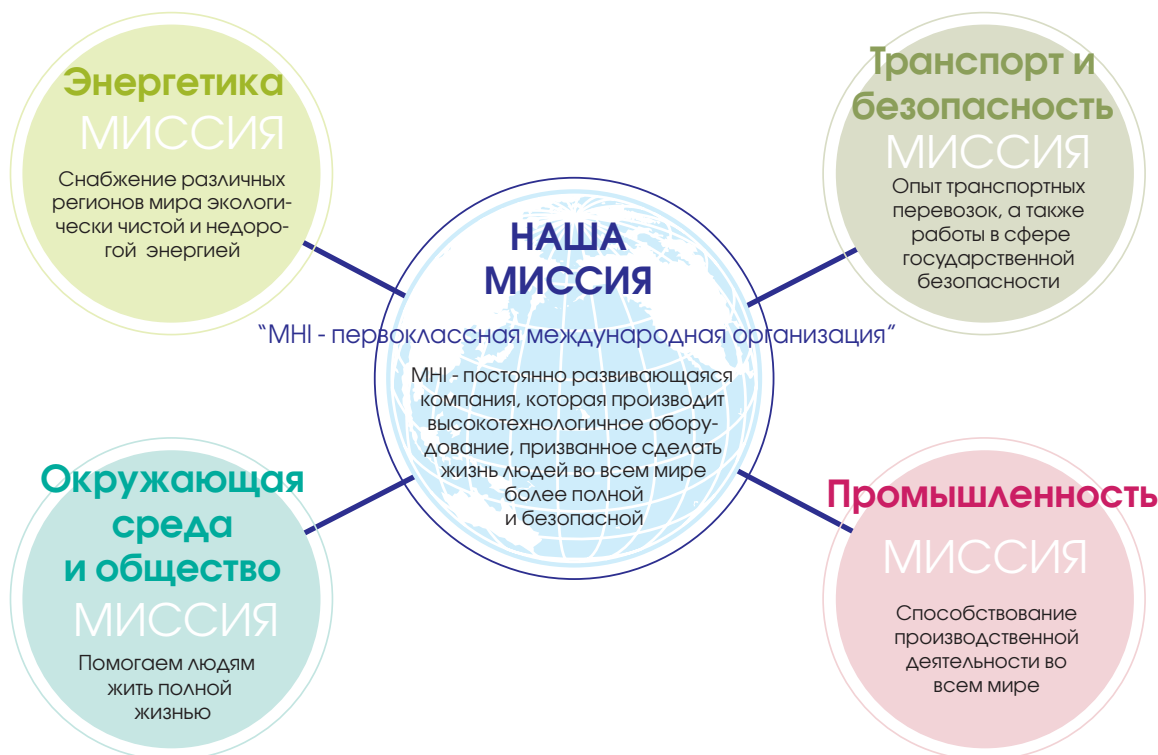 Энергетика
МИССИЯ
Снабжение различных
регионов мира экологи-
чески чистой и недоро-
гой энергией
Транспорт и
безопасность
МИССИЯ
Опыт транспортных
перевозок, а также
работы в сфере
государственной
безопасности
НАША
МИССИЯ
“MHI - первоклассная международная организация”
MHI - постоянно развивающаяся
компания, которая производит
высокотехнологичное обору-
дование, призванное сделать
жизнь людей во всем мире
более полной
и безопасной
Окружающая
среда
и общество
МИССИЯ
Помогаем людям
жить полной
жизнью
Промышленность
МИССИЯ
Способствование
производственной
деятельности во
всем мире